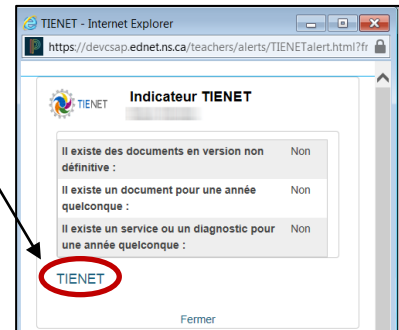 TIENET - Internet Explorer
https://devcsap.ednet.ns.ca/teachers/alerts/TIENETalert.html?fr
TIENET
Indicateur TIENET
Il existe des documents en version non Non
définitive :
Il existe un document pour une année Non
quelconque :
Il existe un service ou un diagnostic pour Non
une année quelconque :
TIENET
Fermer